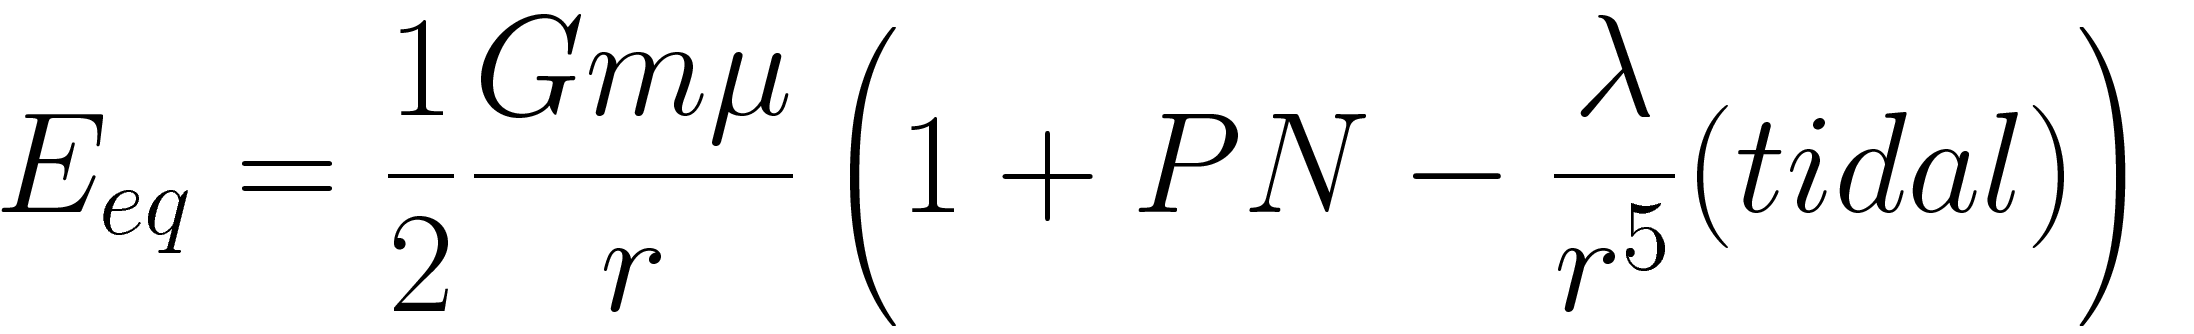 E_{eq} = \frac{1}{2} \frac{Gm\mu}{r} \left( 1 + PN - \frac{\lambda}{r^5} (tidal) \right)